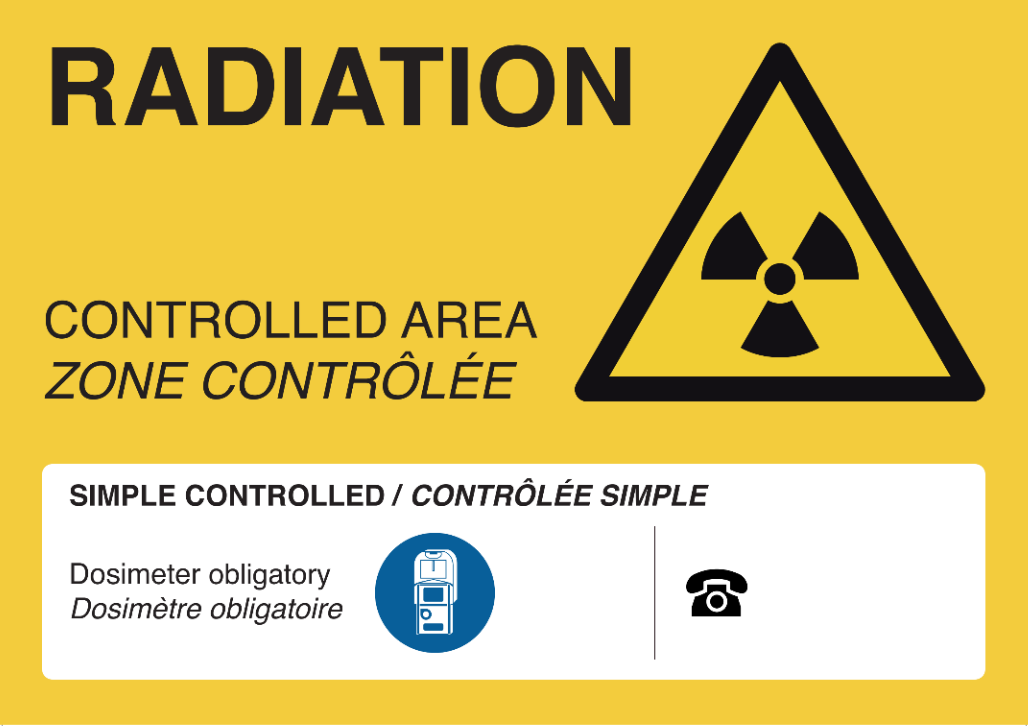 RADIATION
CONTROLLED AREA
ZONE CONTRÔLÉE
SIMPLE CONTROLLED / CONTRÔLÉE SIMPLE
Dosimeter obligatory
Dosimètre obligatoire